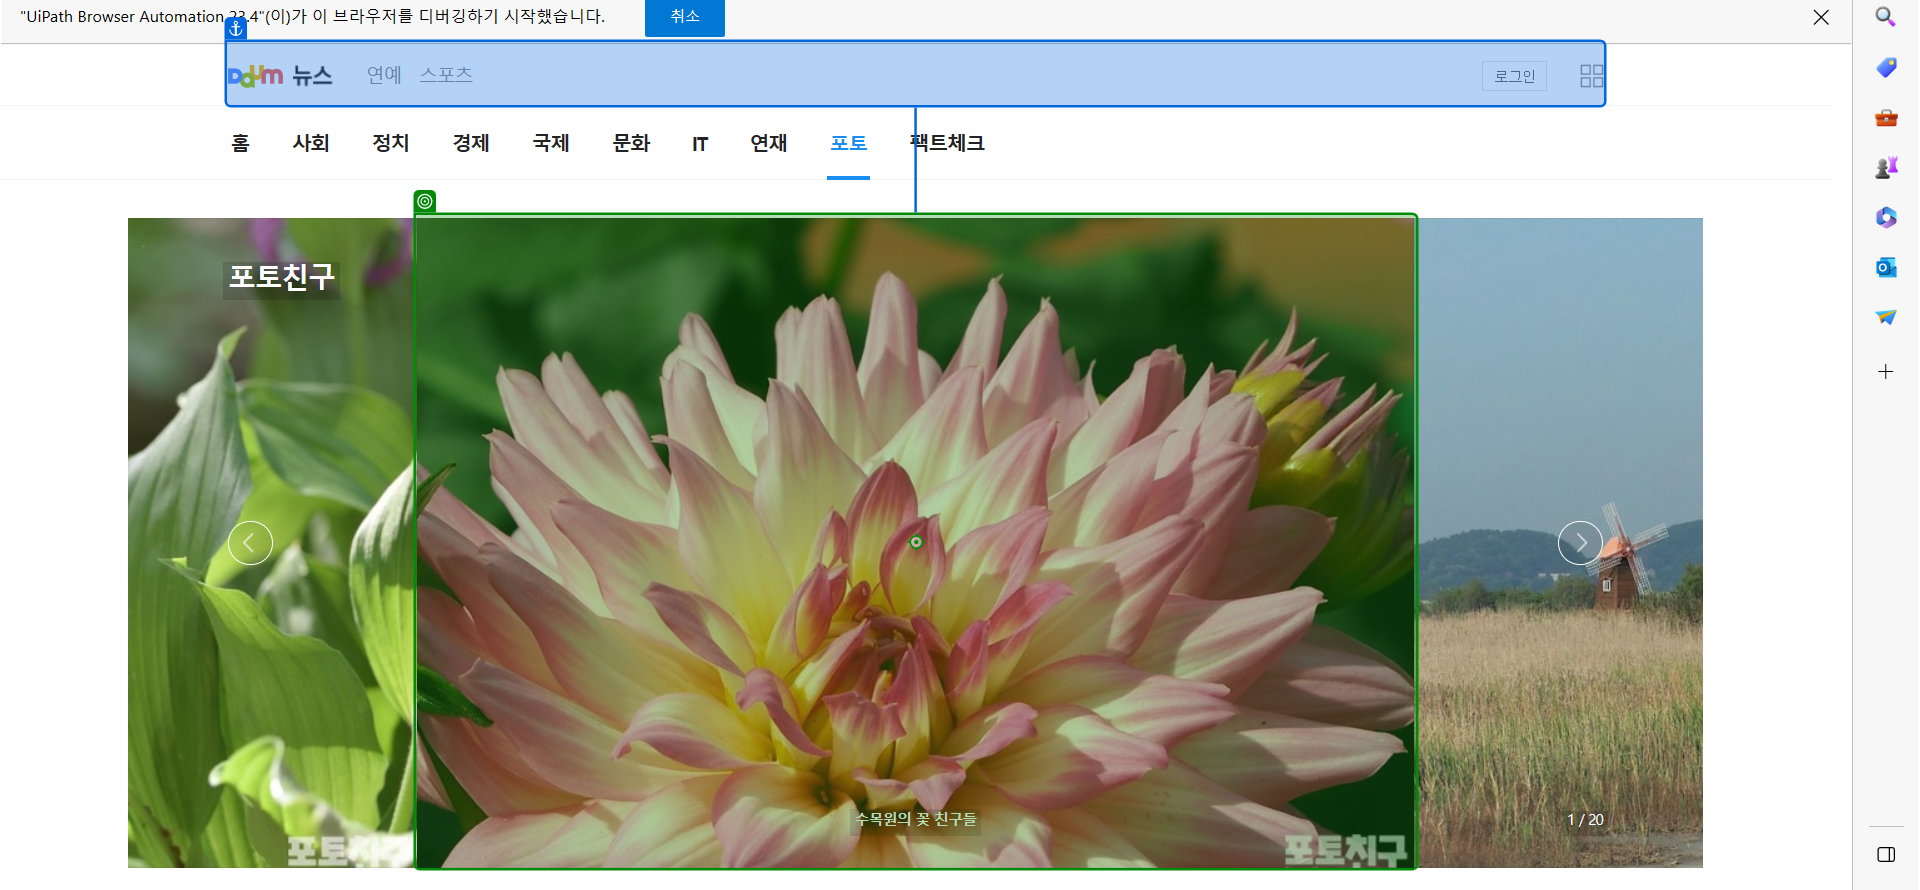 "UiPath Browser Automation 23.4"(이)가 이 브라우저를 디버깅하기 시작했습니다. 취소
Daum 뉴스 연예 스포츠 로그인
홈 사회 정치 경제 국제 문화 IT 연재 포토 팩트체크
포토친구
수목원의 꽃 친구들
1 / 20
포토친구 포토친구